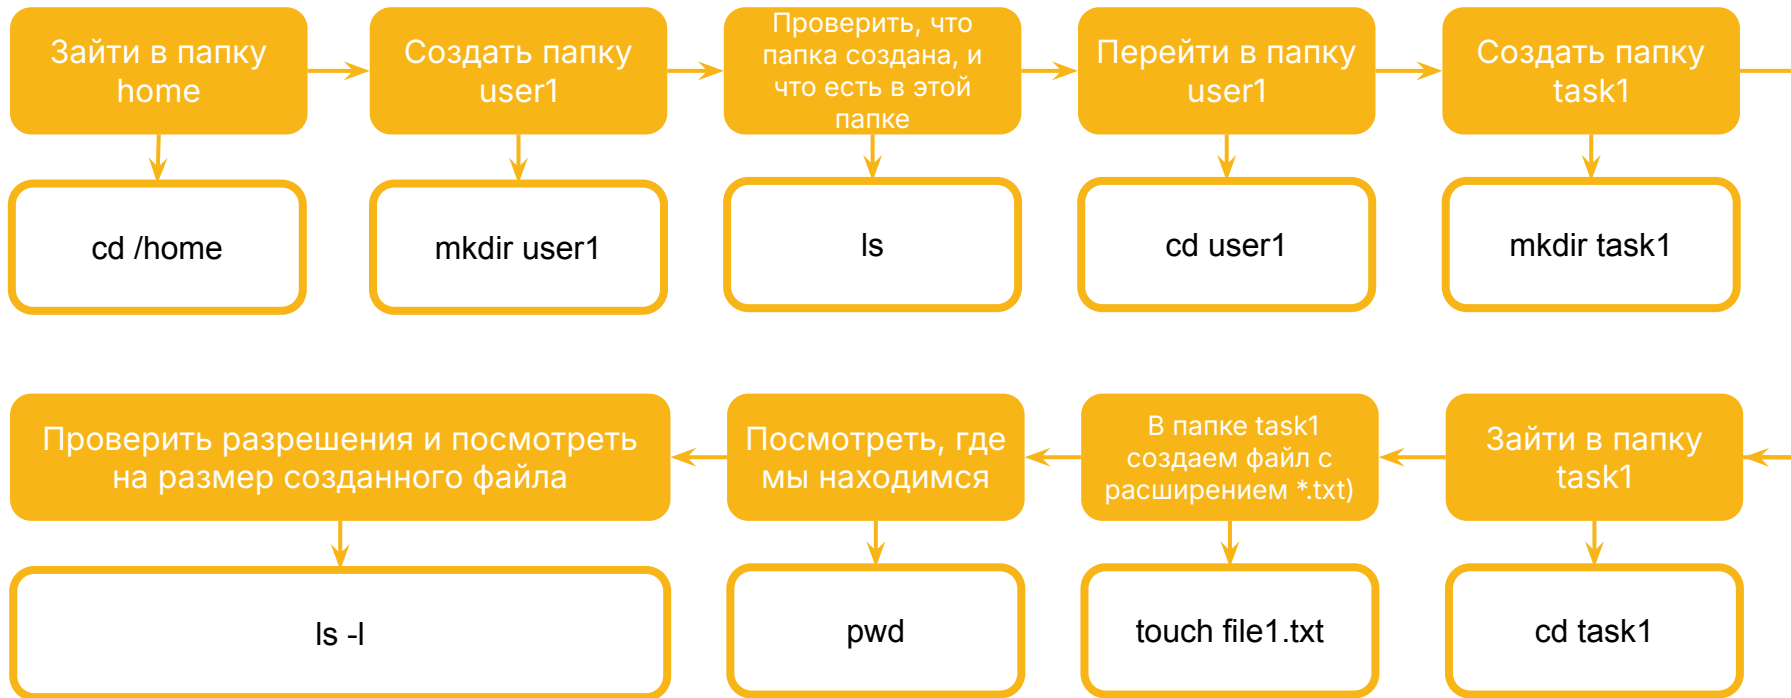 Зайти в папку
home
Создать папку
user1
Проверить, что
папка создана, и
что есть в этой
папке
Перейти в папку
user1
Создать папку
task1
cd /home
mkdir user1
ls
cd user1
mkdir task1
Проверить разрешения и посмотреть
на размер созданного файла
Посмотреть, где
мы находимся
В папке task1
создаем файл с
расширением *.txt)
Зайти в папку
task1
ls -l
pwd
touch file1.txt
cd task1